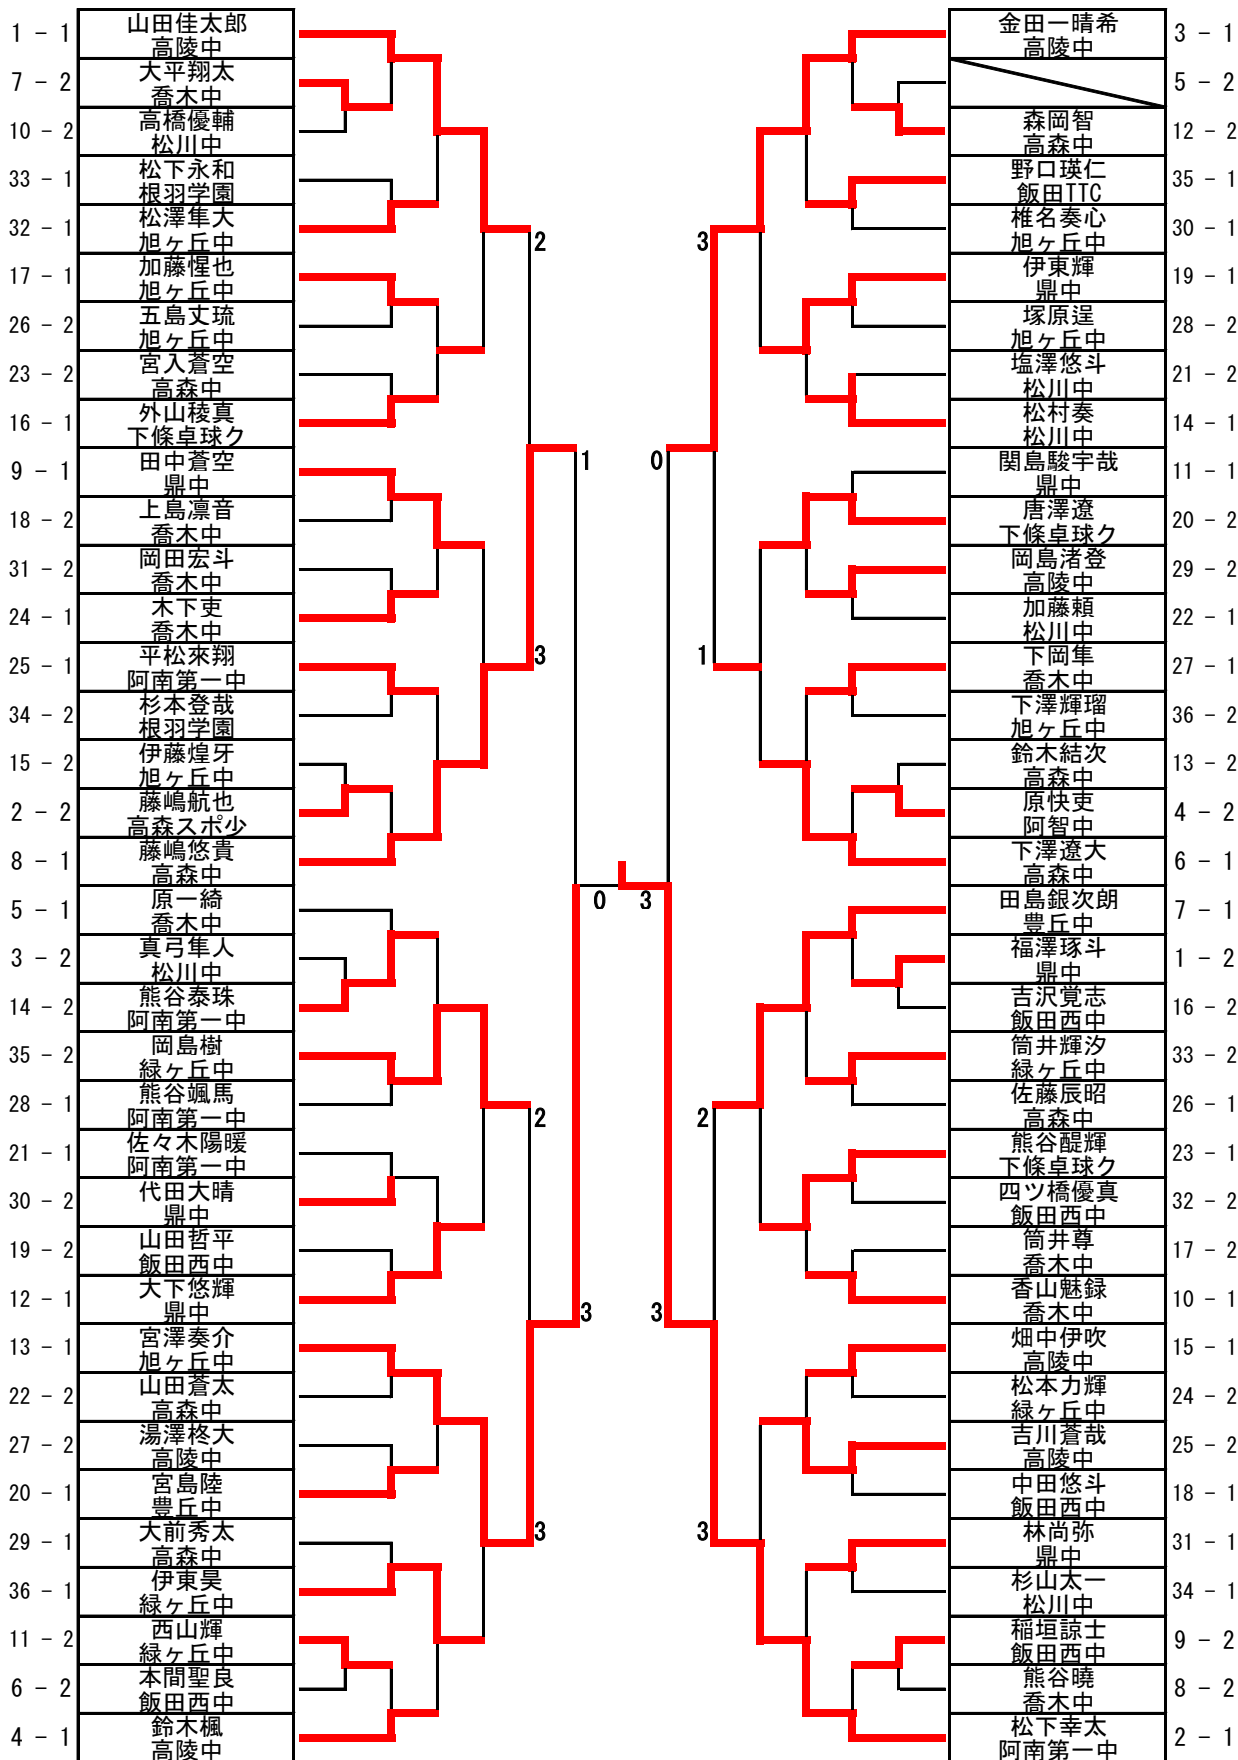 1 - 1 山田佳太郎
高陵中
7 - 2 大平翔太
喬木中
10 - 2 高橋優輔
松川中
33 - 1 松下永和
根羽学園
32 - 1 松澤隼大
旭ヶ丘中
17 - 1 加藤惺也
旭ヶ丘中
26 - 2 五島丈琉
旭ヶ丘中
23 - 2 宮入蒼空
高森中
16 - 1 外山稜真
下條卓球ク
9 - 1 田中蒼空
鼎中
18 - 2 上島凛音
喬木中
31 - 2 岡田宏斗
喬木中
24 - 1 木下吏
喬木中
25 - 1 平松來翔
阿南第一中
34 - 2 杉本登哉
根羽学園
15 - 2 伊藤煌牙
旭ヶ丘中
2 - 2 藤嶋航也
高森スポ少
8 - 1 藤嶋悠貴
高森中
5 - 1 原一綺
喬木中
3 - 2 真弓隼人
松川中
14 - 2 熊谷泰珠
阿南第一中
35 - 2 岡島樹
緑ヶ丘中
28 - 1 熊谷颯馬
阿南第一中
21 - 1 佐々木陽暖
阿南第一中
30 - 2 代田大晴
鼎中
19 - 2 山田哲平
飯田西中
12 - 1 大下悠輝
鼎中
13 - 1 宮澤奏介
旭ヶ丘中
22 - 2 山田蒼太
高森中
27 - 2 湯澤柊大
高陵中
20 - 1 宮島陸
豊丘中
29 - 1 大前秀太
高森中
36 - 1 伊東昊
緑ヶ丘中
11 - 2 西山輝
緑ヶ丘中
6 - 2 本間聖良
飯田西中
4 - 1 鈴木楓
高陵中
2
1
3
2
3
3
0 3
3
0
1
2
3
3
金田一晴希 3 - 1
高陵中
5 - 2
森岡智 12 - 2
高森中
野口瑛仁 35 - 1
飯田TTC
椎名奏心 30 - 1
旭ヶ丘中
伊東輝 19 - 1
鼎中
塚原逞 28 - 2
旭ヶ丘中
塩澤悠斗 21 - 2
松川中
松村奏 14 - 1
松川中
関島駿宇哉 11 - 1
鼎中
唐澤遼 20 - 2
下條卓球ク
岡島渚登 29 - 2
高陵中
加藤頼 22 - 1
松川中
下岡隼 27 - 1
喬木中
下澤輝瑠 36 - 2
旭ヶ丘中
鈴木結次 13 - 2
高森中
原快吏 4 - 2
阿智中
下澤遼大 6 - 1
高森中
田島銀次朗 7 - 1
豊丘中
福澤琢斗 1 - 2
鼎中
吉沢覚志 16 - 2
飯田西中
筒井輝汐 33 - 2
緑ヶ丘中
佐藤辰昭 26 - 1
高森中
熊谷醍輝 23 - 1
下條卓球ク
四ツ橋優真 32 - 2
飯田西中
筒井尊 17 - 2
喬木中
香山魅録 10 - 1
喬木中
畑中伊吹 15 - 1
高陵中
松本力輝 24 - 2
緑ヶ丘中
吉川蒼哉 25 - 2
高陵中
中田悠斗 18 - 1
飯田西中
林尚弥 31 - 1
鼎中
杉山太一 34 - 1
松川中
稲垣諒士 9 - 2
飯田西中
熊谷曉 8 - 2
喬木中
松下幸太 2 - 1
阿南第一中